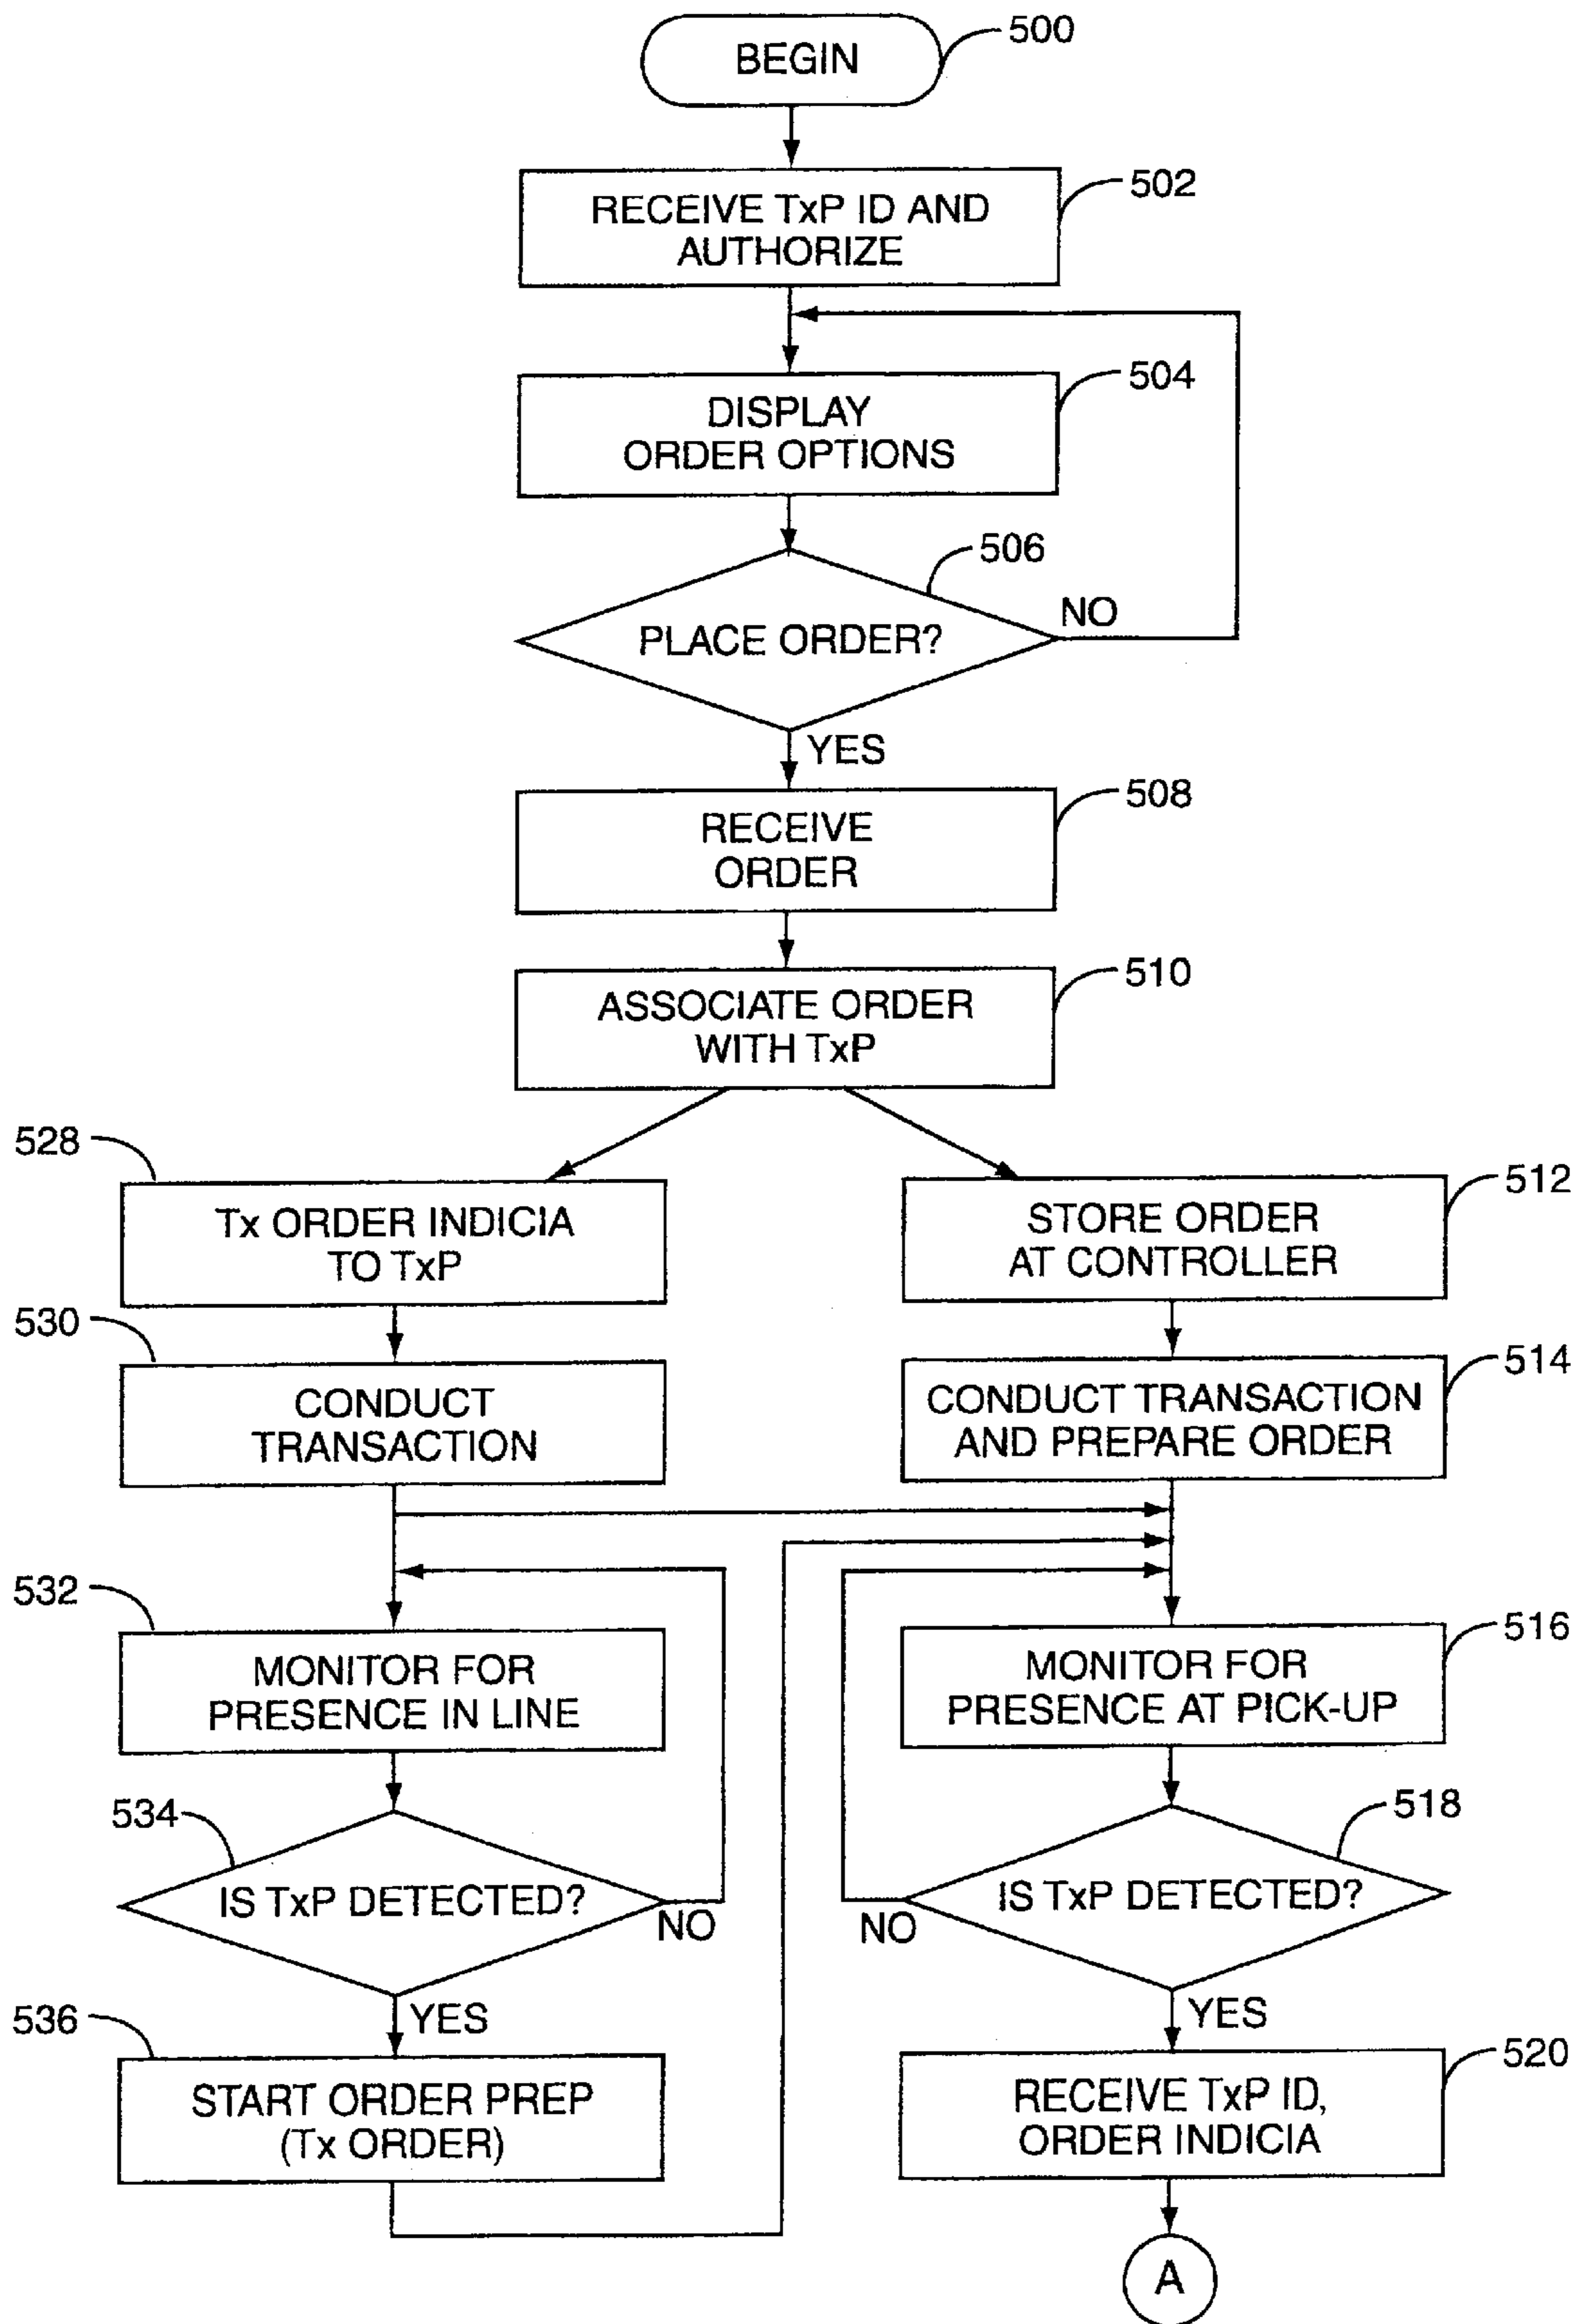 BEGIN
500
RECEIVE TxP ID AND
AUTHORIZE
502
DISPLAY
ORDER OPTIONS
504
PLACE ORDER?
506
NO
YES
RECEIVE
ORDER
508
ASSOCIATE ORDER
WITH TxP
510
528
Tx ORDER INDICIA
TO TxP
STORE ORDER
AT CONTROLLER
512
530
CONDUCT
TRANSACTION
CONDUCT TRANSACTION
AND PREPARE ORDER
514
532
MONITOR FOR
PRESENCE IN LINE
MONITOR FOR
PRESENCE AT PICK-UP
516
534
IS TxP DETECTED?
NO
YES
IS TxP DETECTED?
518
NO
YES
536
START ORDER PREP
(Tx ORDER)
RECEIVE TxP ID,
ORDER INDICIA
520
A